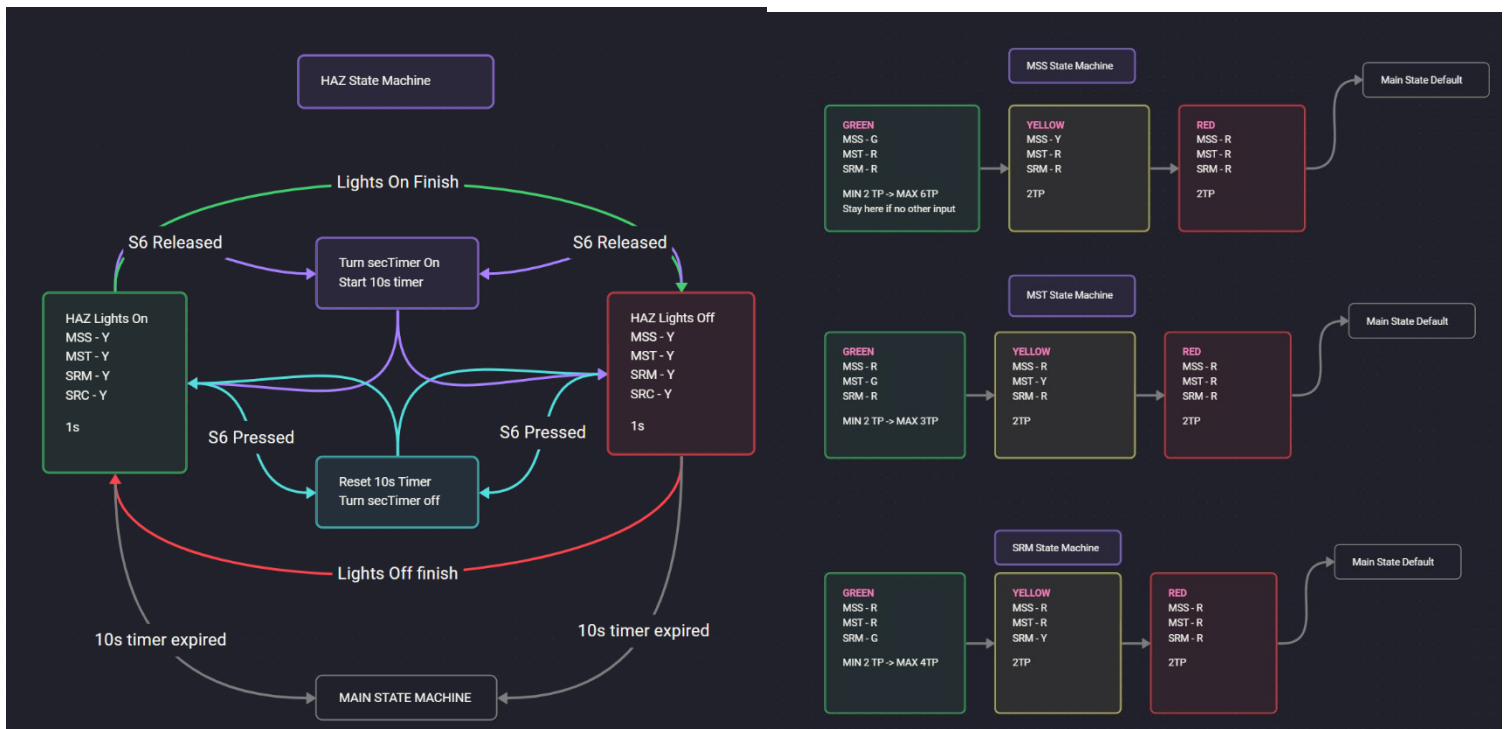 HAZ State Machine
Lights On Finish
S6 Released
S6 Released
Turn secTimer On
Start 10s timer
HAZ Lights On
MSS - Y
MST - Y
SRM - Y
SRC - Y
1s
HAZ Lights Off
MSS - Y
MST - Y
SRM - Y
SRC - Y
1s
S6 Pressed
S6 Pressed
Reset 10s Timer
Turn secTimer off
Lights Off finish
10s timer expired
10s timer expired
MAIN STATE MACHINE
MSS State Machine
Main State Default
GREEN
MSS - G
MST - R
SRM - R
MIN 2 TP -> MAX 6TP
Stay here if no other input
YELLOW
MSS - Y
MST - R
SRM - R
2TP
RED
MSS - R
MST - R
SRM - R
2TP
MST State Machine
Main State Default
GREEN
MSS - R
MST - G
SRM - R
MIN 2 TP -> MAX 3TP
YELLOW
MSS - R
MST - Y
SRM - R
2TP
RED
MSS - R
MST - R
SRM - R
2TP
SRM State Machine
Main State Default
GREEN
MSS - R
MST - R
SRM - G
MIN 2 TP -> MAX 4TP
YELLOW
MSS - R
MST - R
SRM - Y
2TP
RED
MSS - R
MST - R
SRM - R
2TP